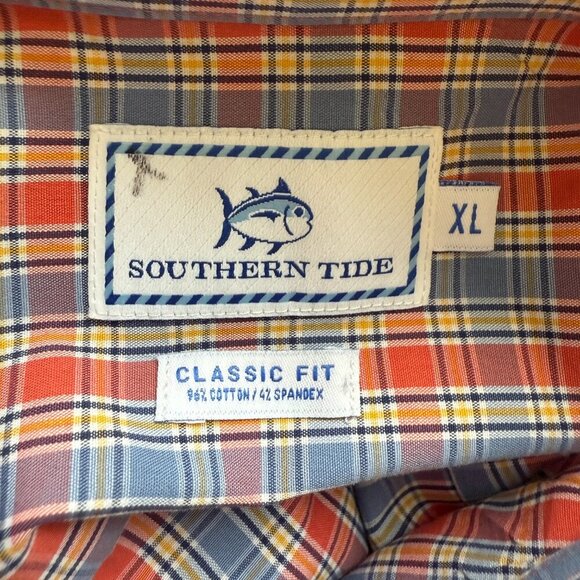 SOUTHERN TIDE
XL
CLASSIC FIT
96% COTTON / 4% SPANDEX